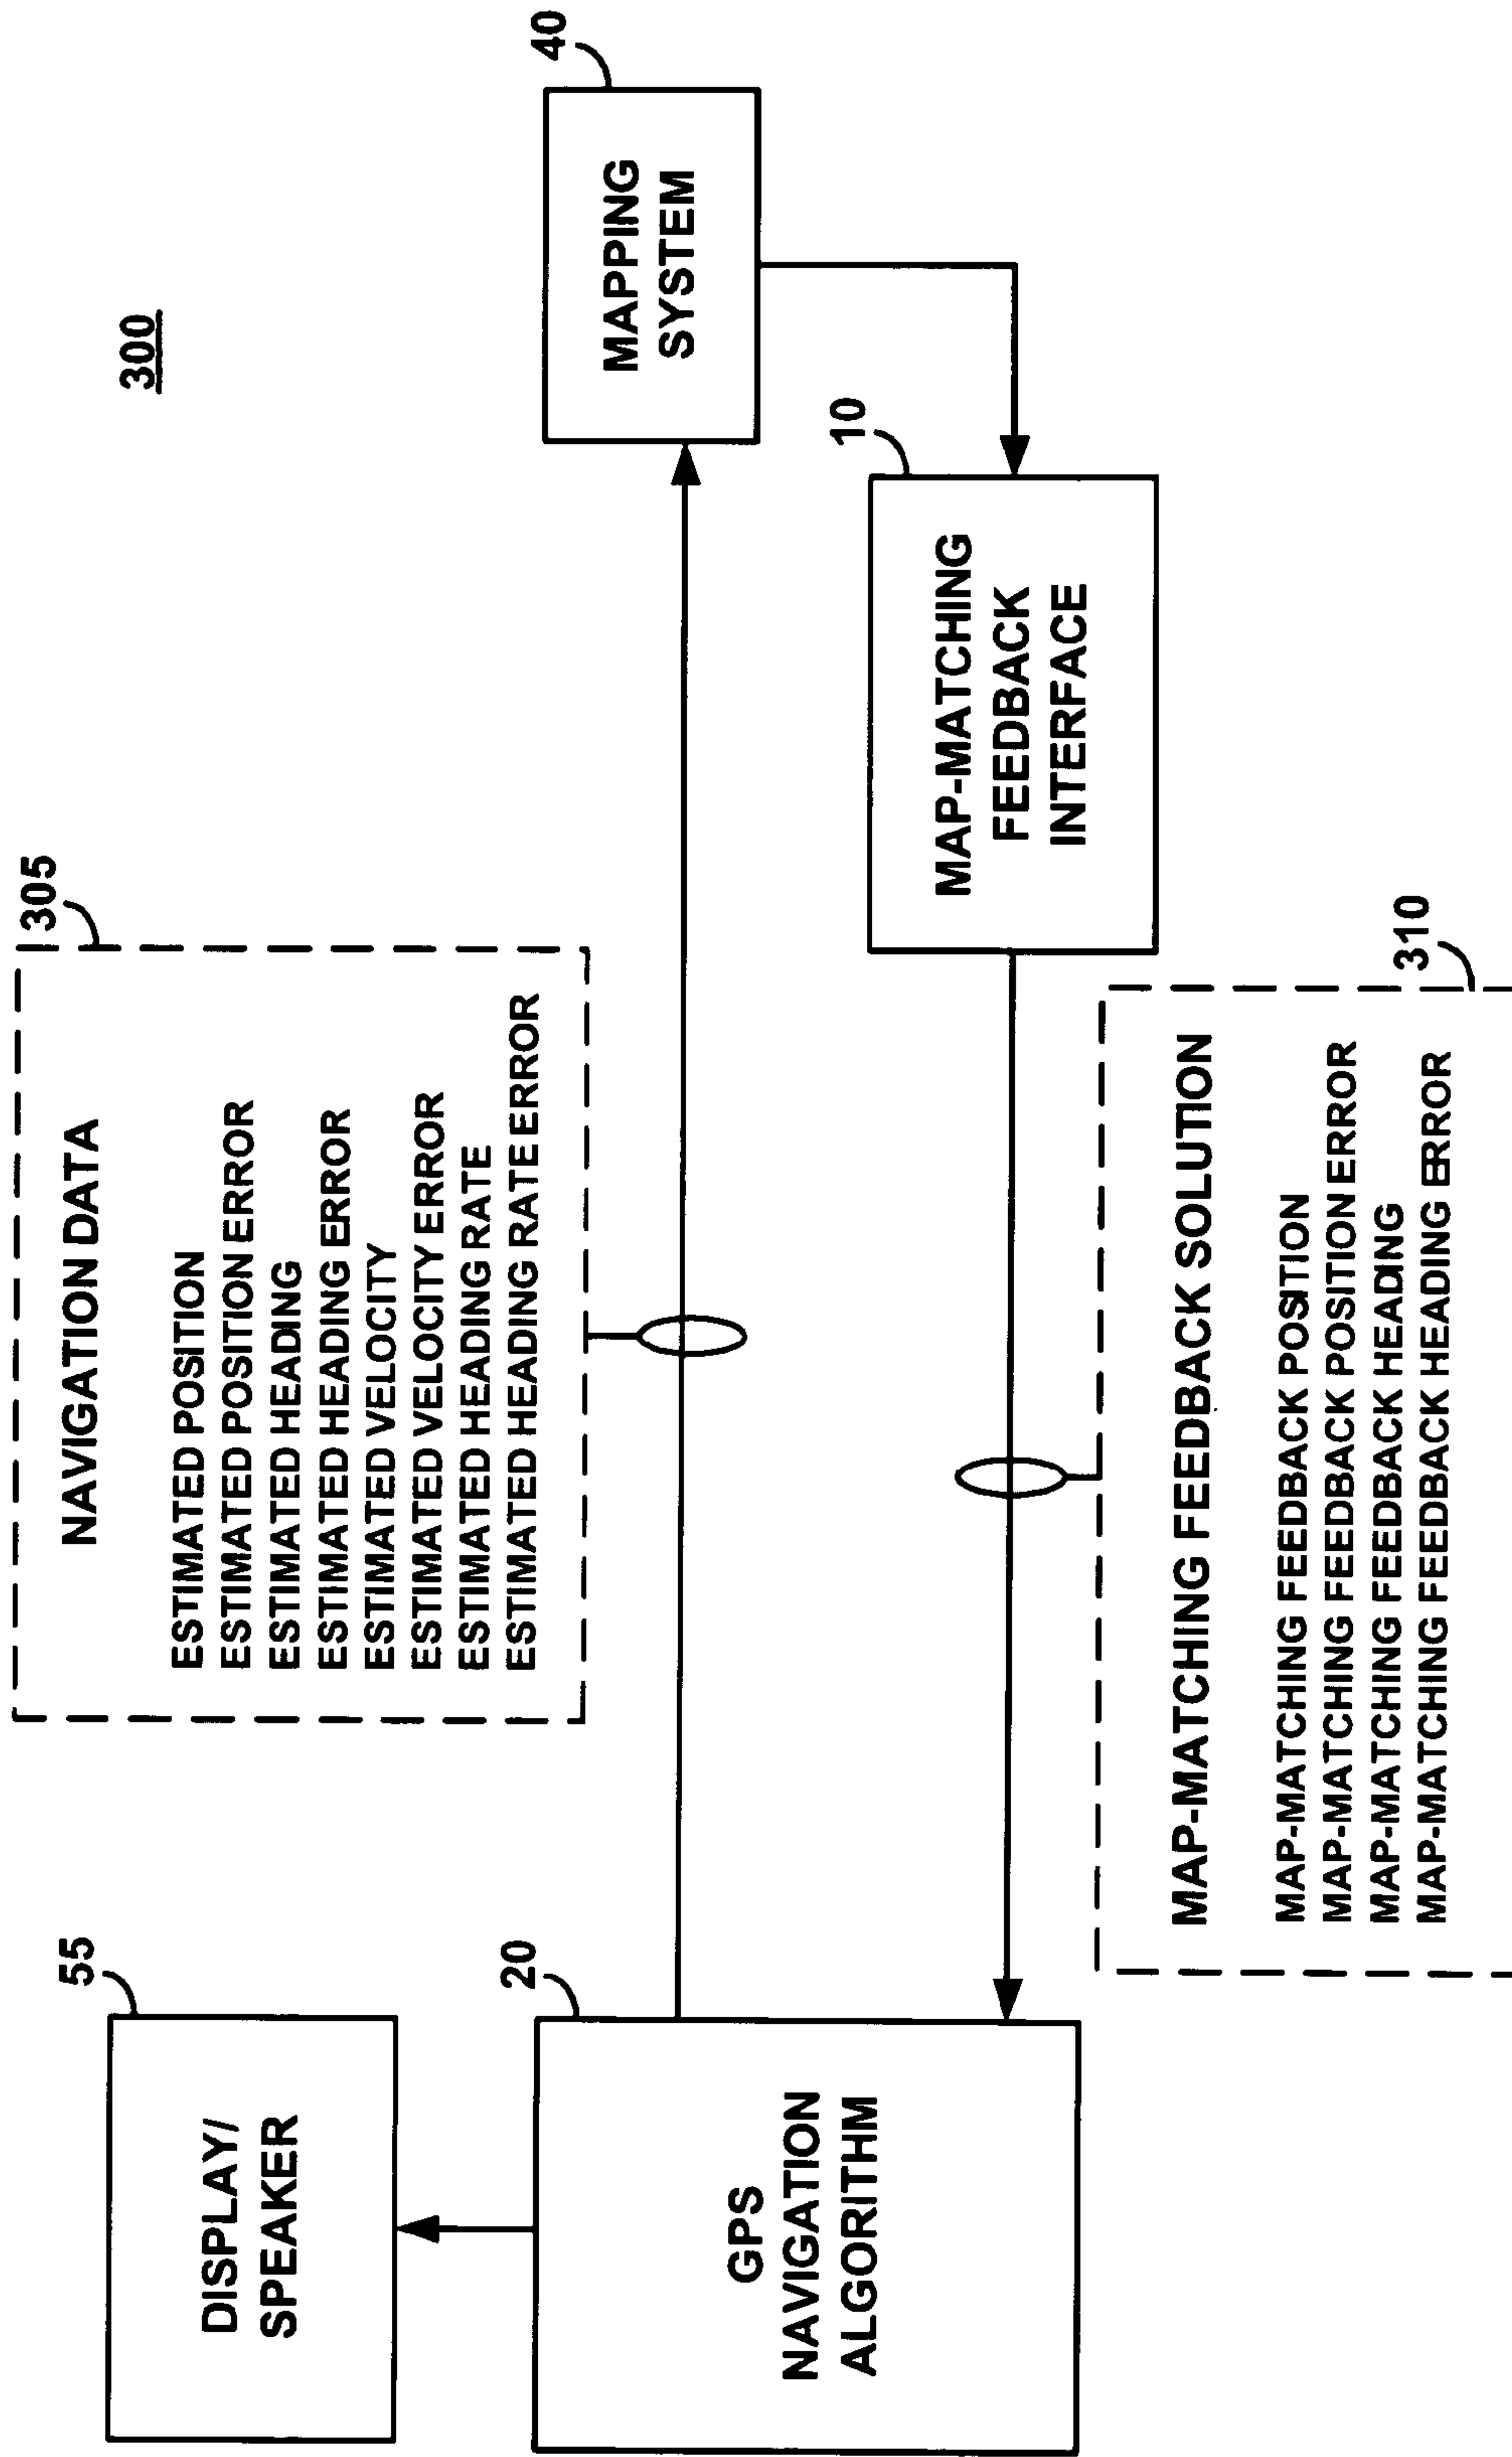 300
DISPLAY/
SPEAKER
55
NAVIGATION DATA
ESTIMATED POSITION
ESTIMATED POSITION ERROR
ESTIMATED HEADING
ESTIMATED HEADING ERROR
ESTIMATED VELOCITY
ESTIMATED VELOCITY ERROR
ESTIMATED HEADING RATE
ESTIMATED HEADING RATE ERROR
305
GPS
NAVIGATION
ALGORITHM
20
MAPPING
SYSTEM
40
MAP-MATCHING
FEEDBACK
INTERFACE
10
MAP-MATCHING FEEDBACK SOLUTION
MAP-MATCHING FEEDBACK POSITION
MAP-MATCHING FEEDBACK POSITION ERROR
MAP-MATCHING FEEDBACK HEADING
MAP-MATCHING FEEDBACK HEADING ERROR
310